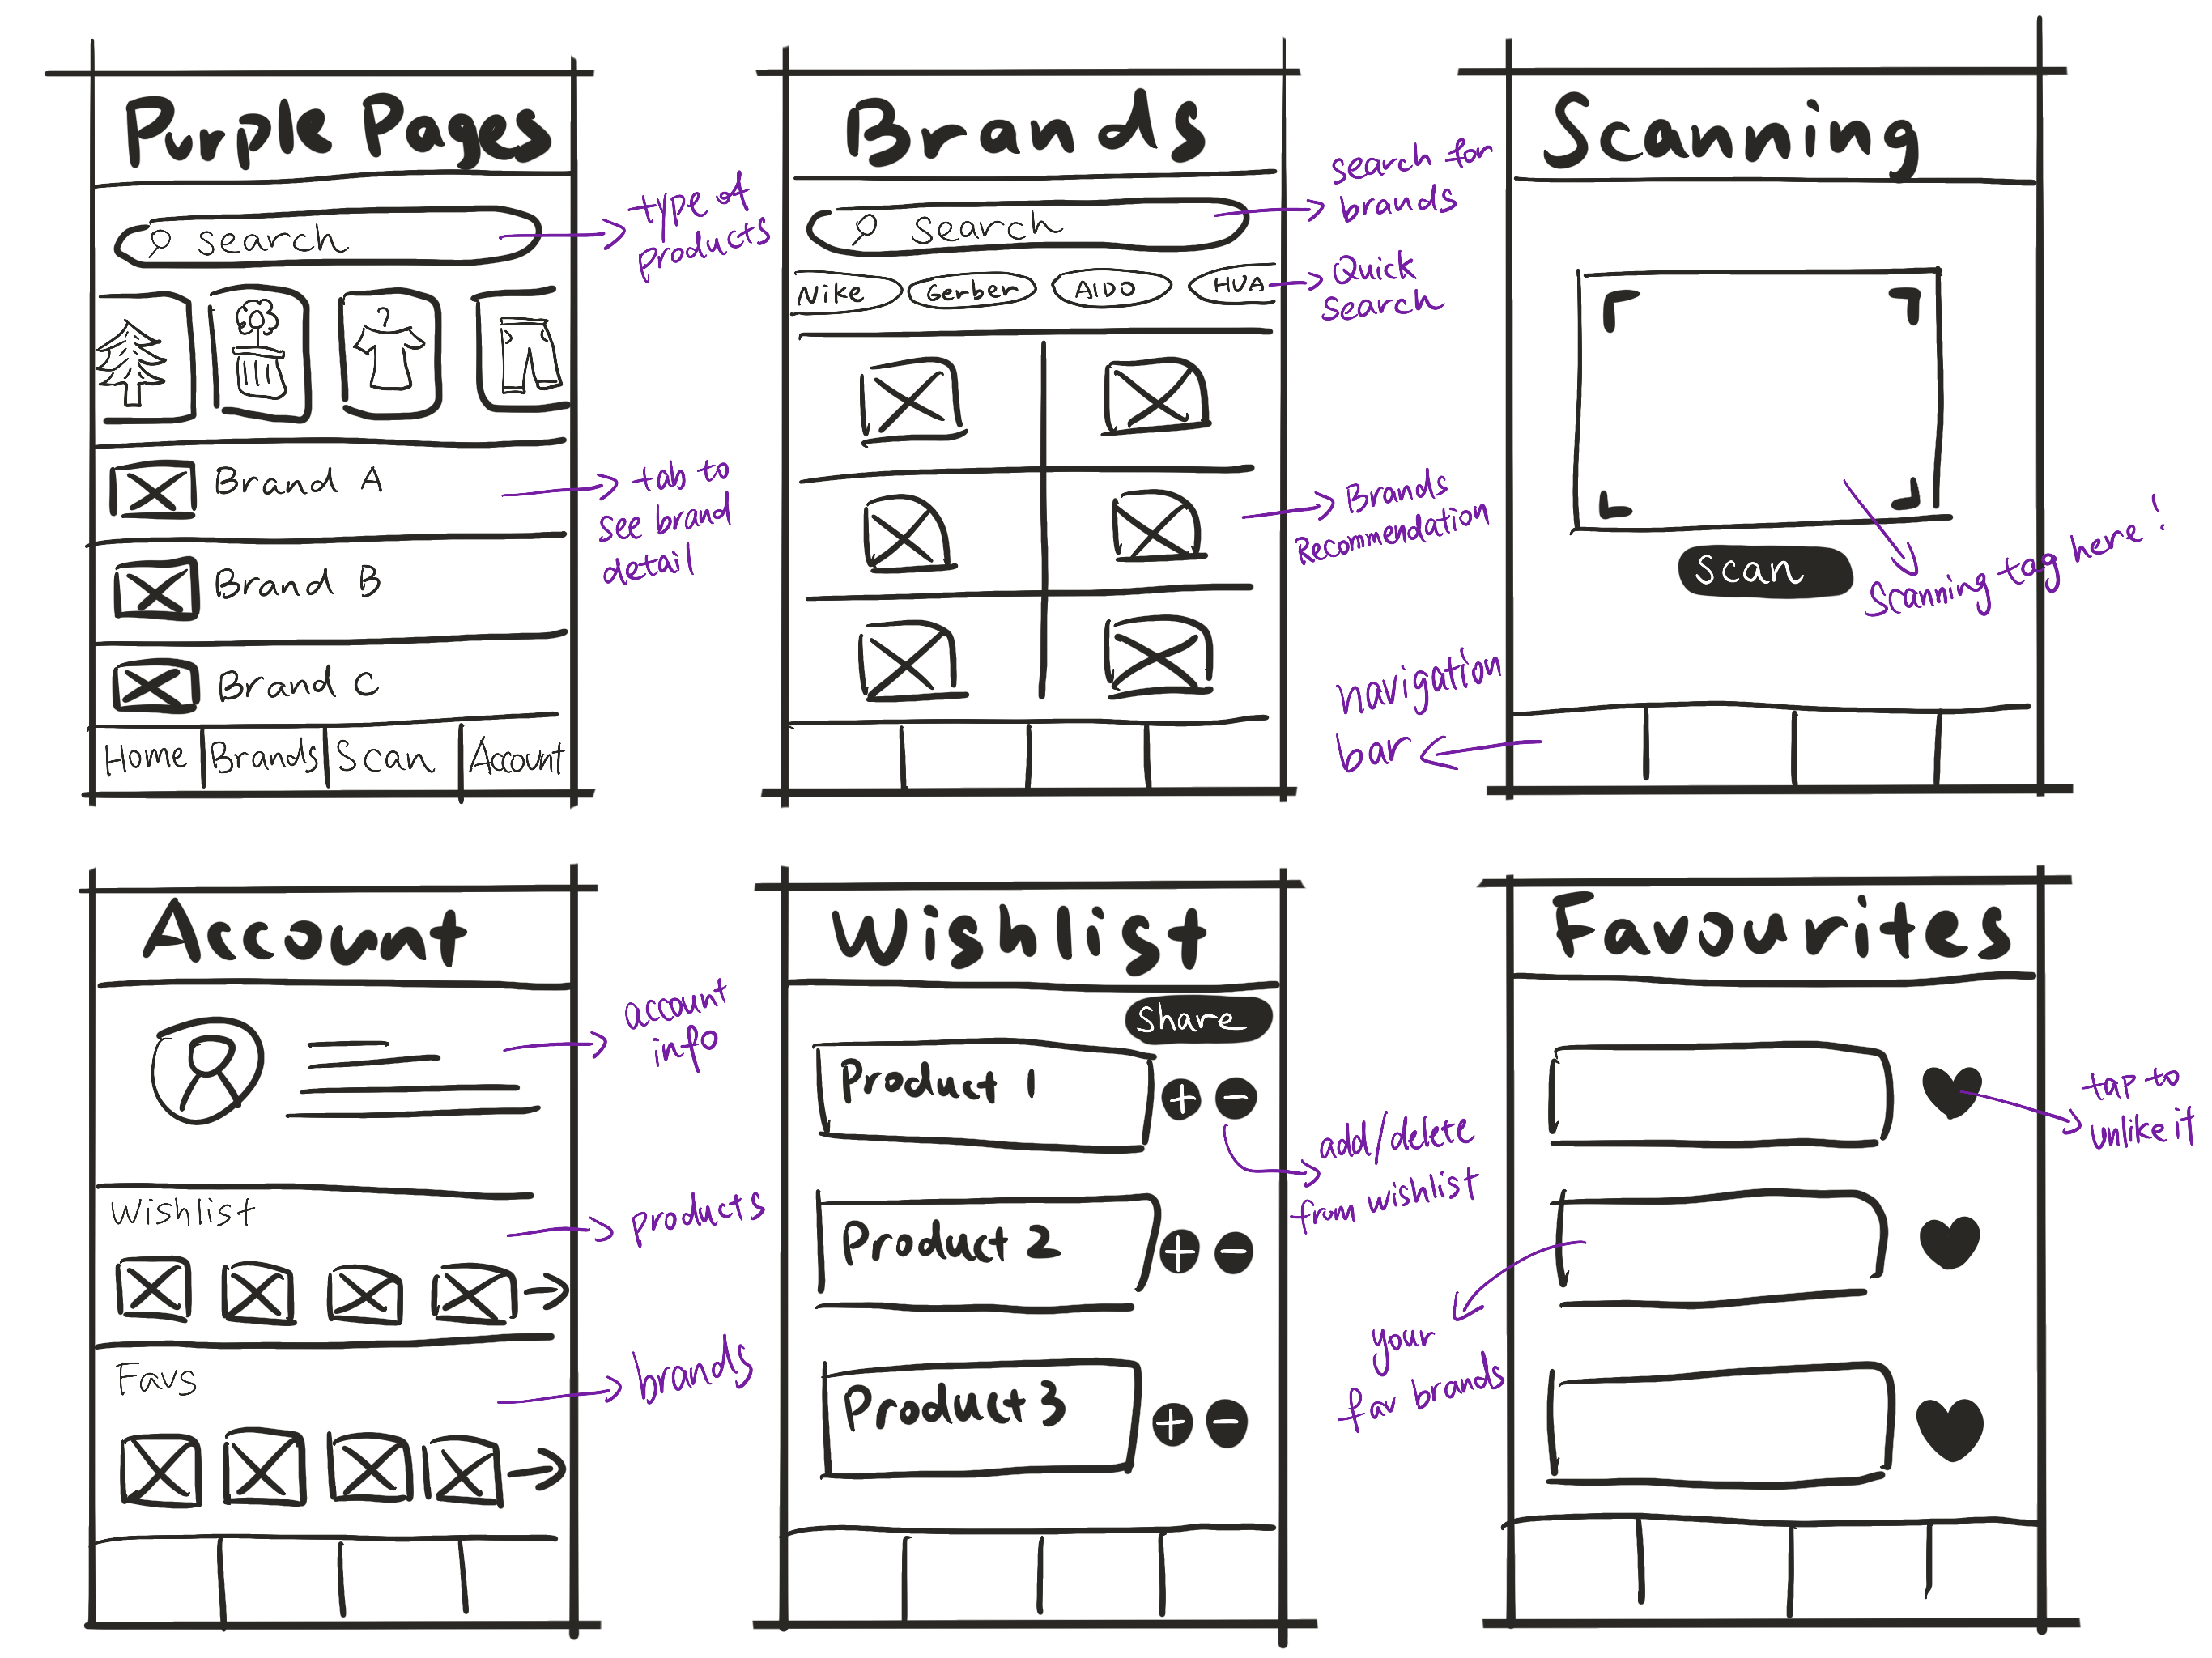 Purple Pages
search
type of
products
Brand A
tab to
see brand
detail
Brand B
Brand C
Home Brands Scan Account
Brands
search
search for
brands
Nike Gerber AIDO HUA
Quick
search
Brands
Recommendation
Scanning
Scan
Scanning tag here!
navigation
bar
Account
account
info
Wishlist
products
Favs
brands
Wishlist
Share
Product 1
+ −
add/delete
from wishlist
Product 2
+ −
Product 3
+ −
Favourites
tap to
unlike it
your
fav brands